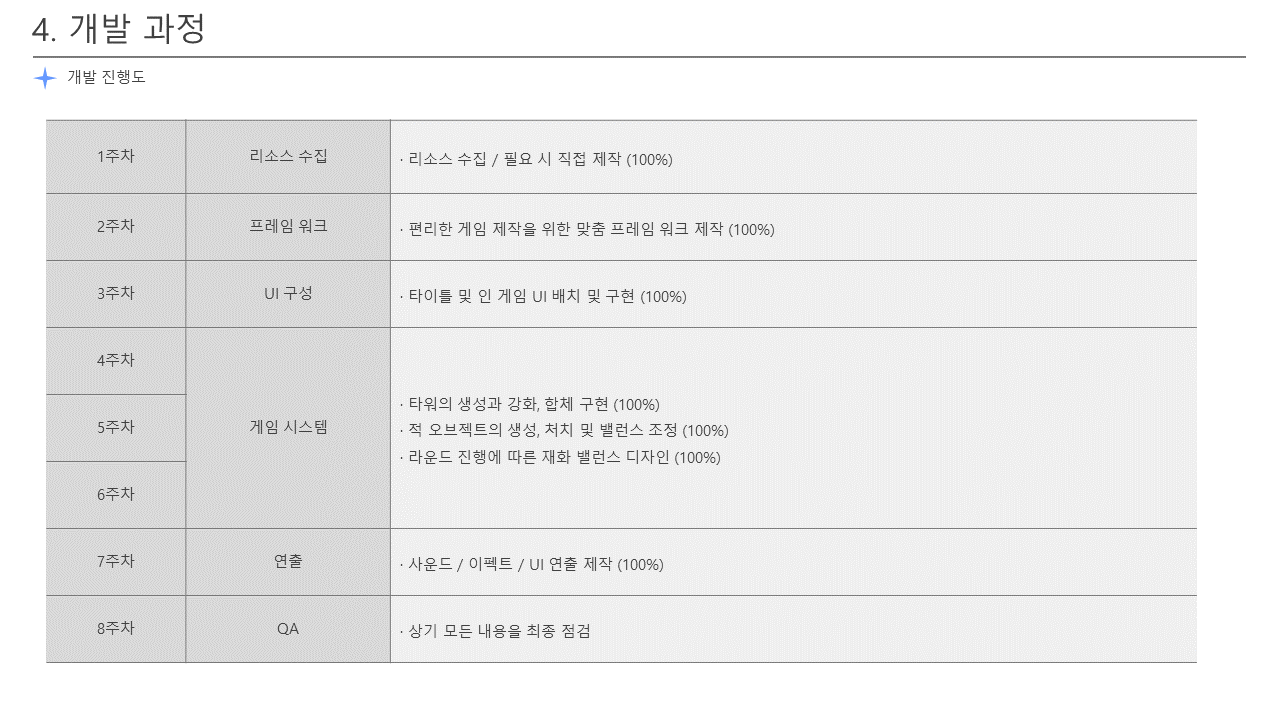 4. 개발 과정
개발 진행도
1주차
리소스 수집
· 리소스 수집 / 필요 시 직접 제작 (100%)
2주차
프레임 워크
· 편리한 게임 제작을 위한 맞춤 프레임 워크 제작 (100%)
3주차
UI 구성
· 타이틀 및 인 게임 UI 배치 및 구현 (100%)
4주차
5주차
6주차
게임 시스템
· 타워의 생성과 강화, 합체 구현 (100%)
· 적 오브젝트의 생성, 처치 및 밸런스 조정 (100%)
· 라운드 진행에 따른 재화 밸런스 디자인 (100%)
7주차
연출
· 사운드 / 이펙트 / UI 연출 제작 (100%)
8주차
QA
· 상기 모든 내용을 최종 점검